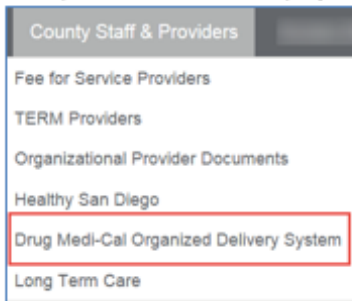 County Staff & Providers
Fee for Service Providers
TERM Providers
Organizational Provider Documents
Healthy San Diego
Drug Medi-Cal Organized Delivery System
Long Term Care